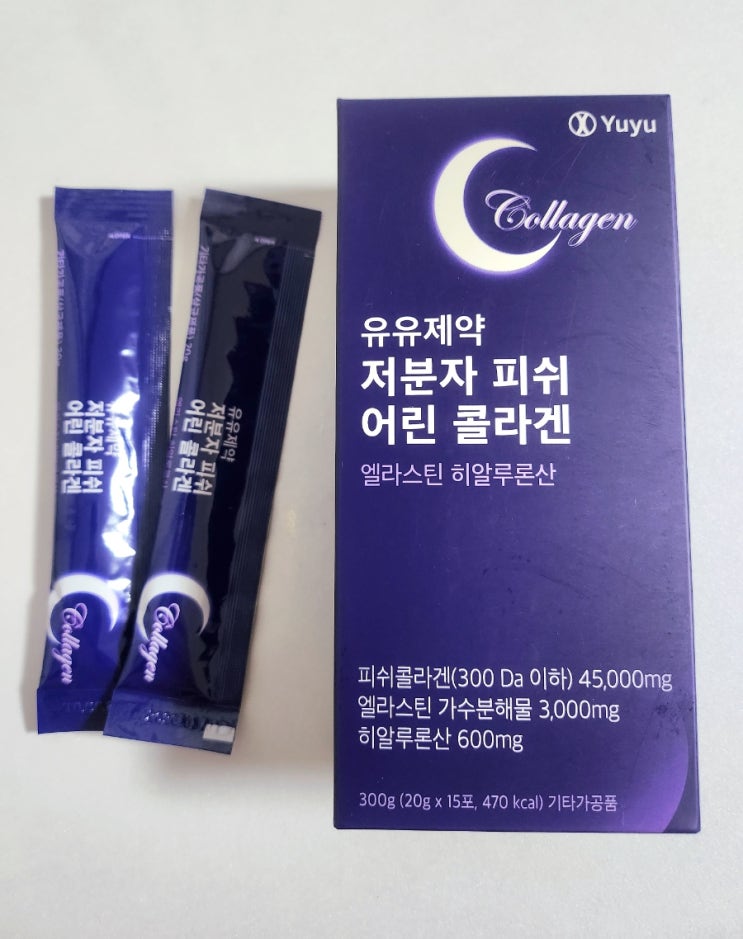 Yuyu
Collagen
유유제약
저분자 피쉬
어린 콜라겐
엘라스틴 히알루론산
피쉬콜라겐(300 Da 이하) 45,000mg
엘라스틴 가수분해물 3,000mg
히알루론산 600mg
300g (20g x 15포, 470 kcal) 기타가공품
유유제약
저분자 피쉬
어린 콜라겐
Collagen
유유제약
저분자 피쉬
어린 콜라겐
Collagen